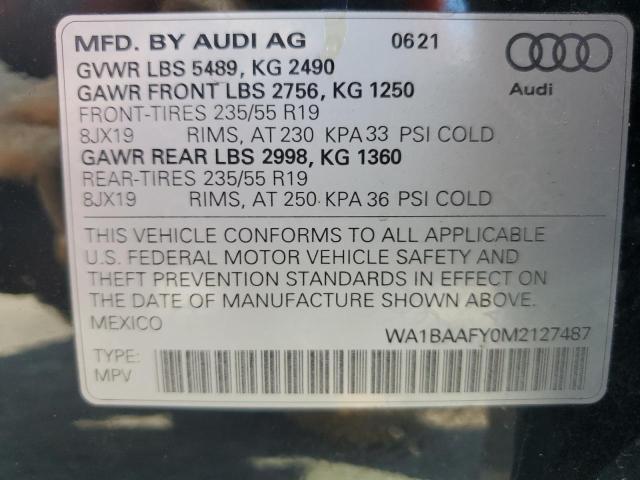 MFD. BY AUDI AG 0621
GVWR LBS 5489, KG 2490
GAWR FRONT LBS 2756, KG 1250
FRONT-TIRES 235/55 R19
8JX19 RIMS, AT 230 KPA 33 PSI COLD
GAWR REAR LBS 2998, KG 1360
REAR-TIRES 235/55 R19
8JX19 RIMS, AT 250 KPA 36 PSI COLD
Audi
THIS VEHICLE CONFORMS TO ALL APPLICABLE
U.S. FEDERAL MOTOR VEHICLE SAFETY AND
THEFT PREVENTION STANDARDS IN EFFECT ON
THE DATE OF MANUFACTURE SHOWN ABOVE.
MEXICO
WA1BAAFY0M2127487
TYPE:
MPV